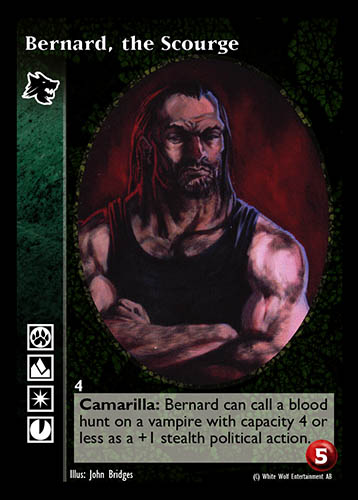 Bernard, the Scourge
4
Camarilla: Bernard can call a blood
hunt on a vampire with capacity 4 or
less as a +1 stealth political action.
5
Illus: John Bridges
(C) White Wolf Entertainment AB